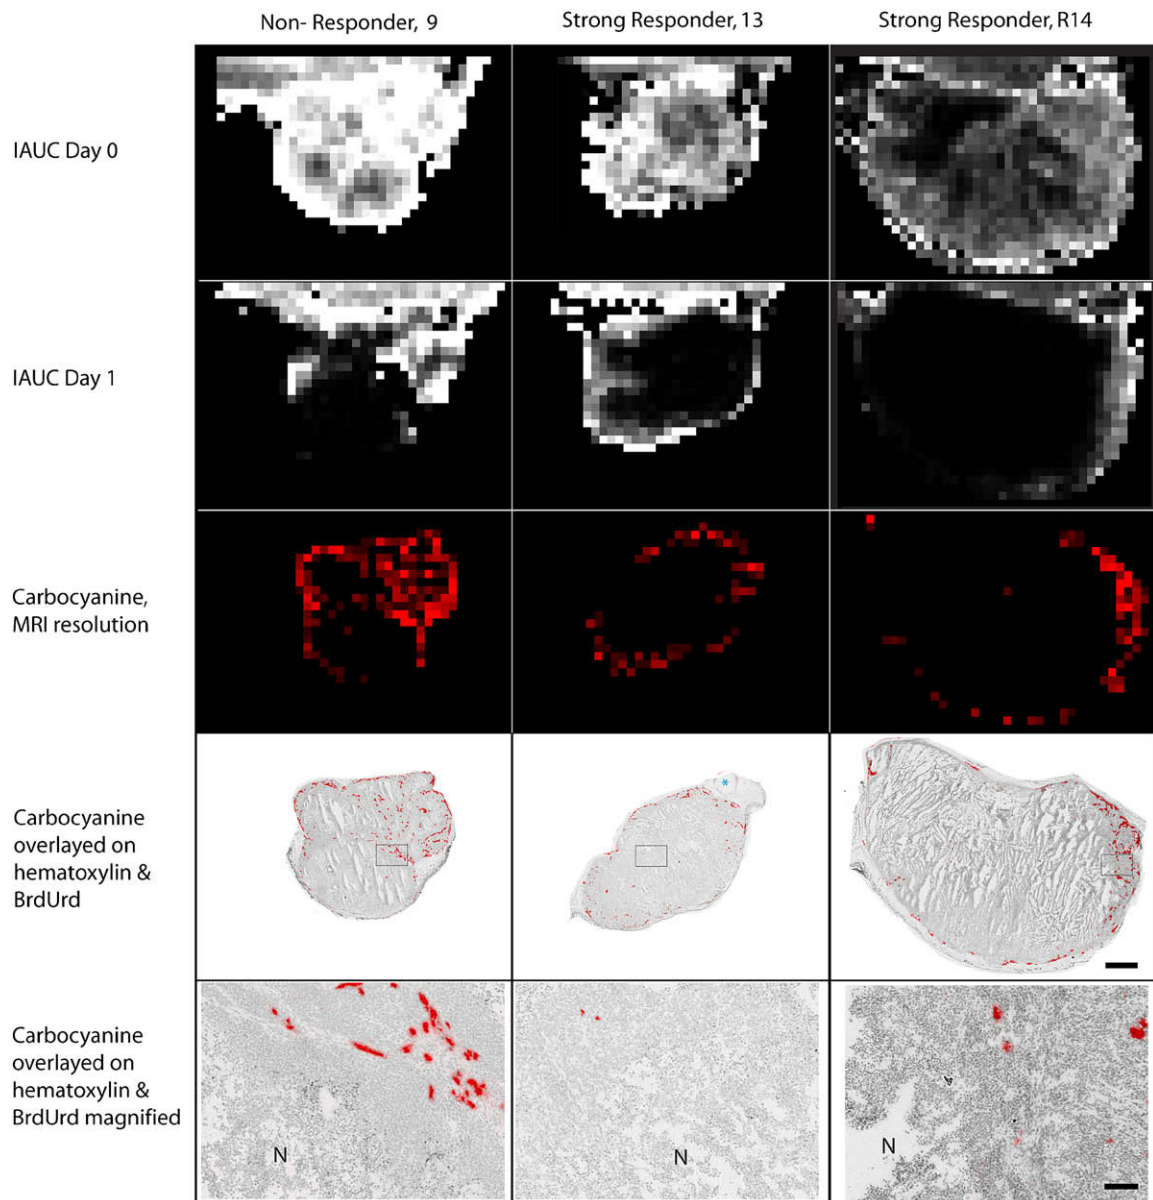 Non- Responder, 9
Strong Responder, 13
Strong Responder, R14
IAUC Day 0
IAUC Day 1
Carbocyanine,
MRI resolution
Carbocyanine
overlayed on
hematoxylin &
BrdUrd
*
Carbocyanine
overlayed on
hematoxylin &
BrdUrd magnified
N
N
N